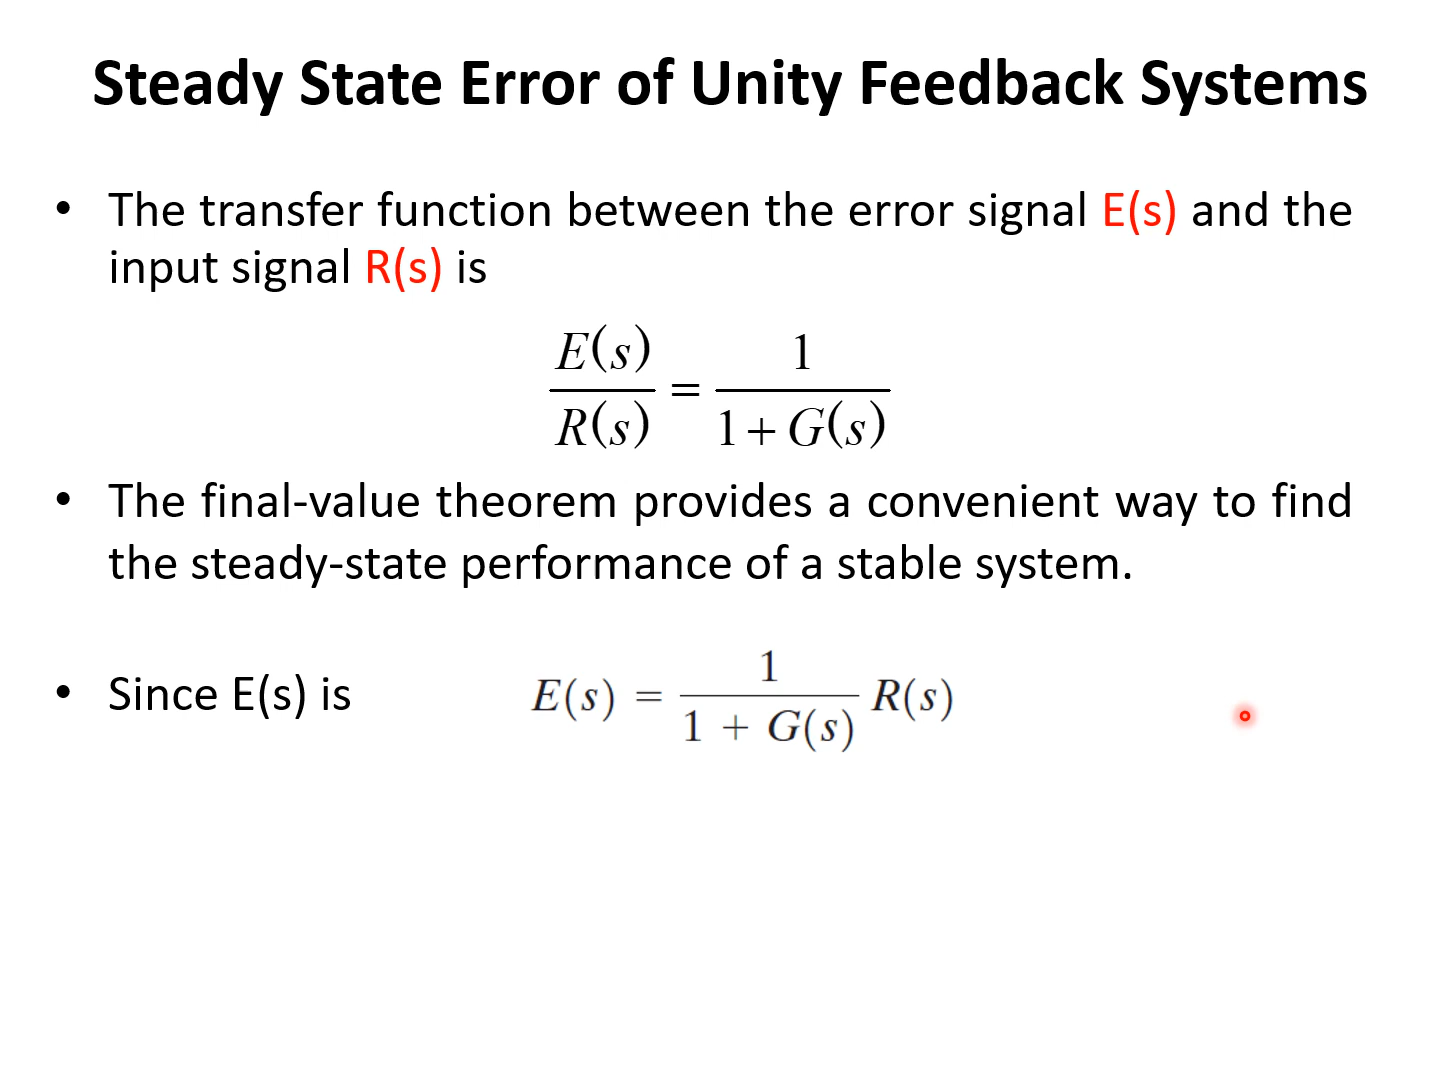 Steady State Error of Unity Feedback Systems
• The transfer function between the error signal E(s) and the
input signal R(s) is
E(s)/R(s) = 1/(1 + G(s))
• The final-value theorem provides a convenient way to find
the steady-state performance of a stable system.
• Since E(s) is E(s) = 1/(1 + G(s)) R(s)